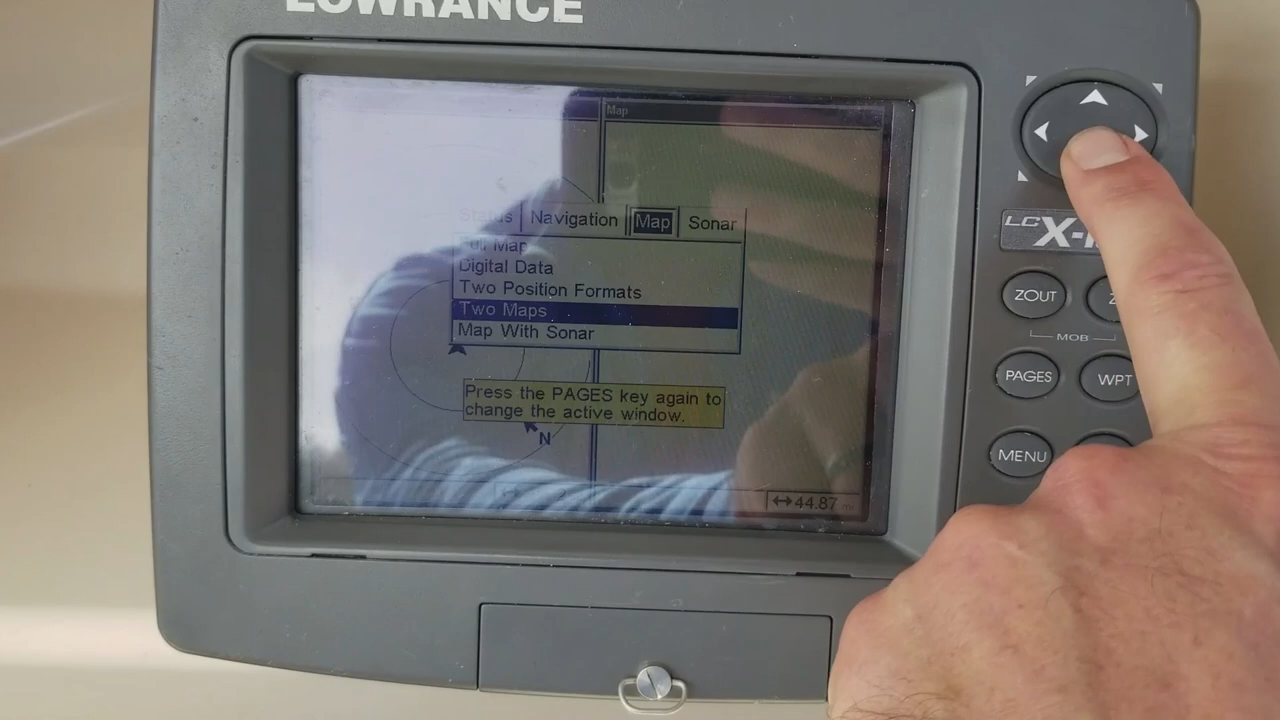 LOWRANCE
Map
Status Navigation Map Sonar
Full Map
Digital Data
Two Position Formats
Two Maps
Map With Sonar
Press the PAGES key again to
change the active window.
N
44.87
LCX
ZOUT
MOB
PAGES WPT
MENU